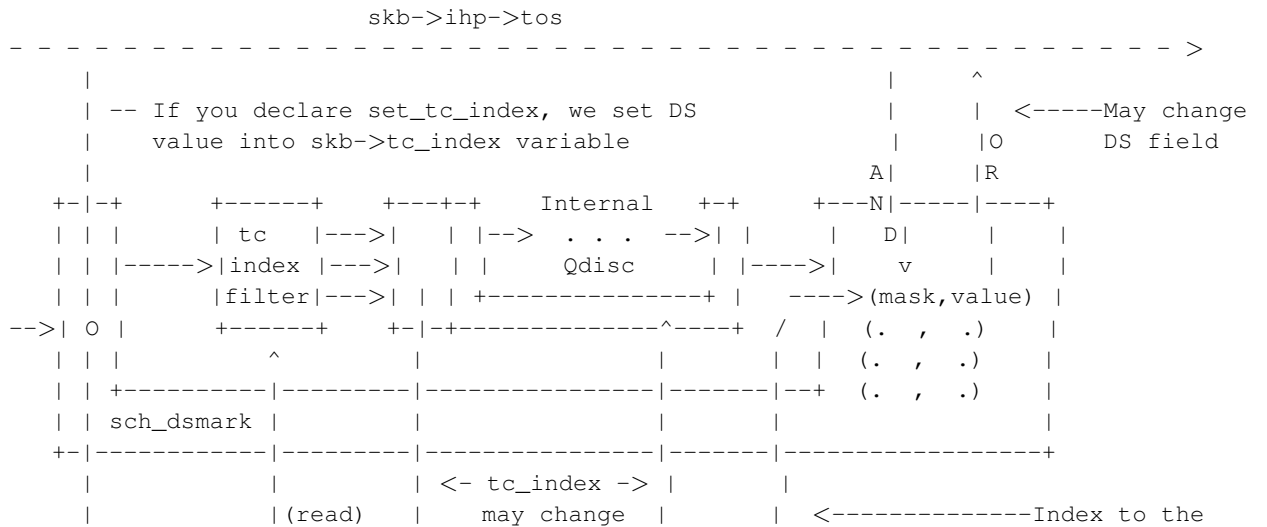 skb->ihp->tos
- - - - - - - - - - - - - - - - - - - - - - - - - - - - - - - - - - - - - - - - - >
     |                                                       |     ^
     | -- If you declare set_tc_index, we set DS             |     |  <-----May change
     |    value into skb->tc_index variable                  |     |O       DS field
     |                                                      A|     |R
   +-|-+      +------+    +---+-+    Internal   +-+     +---N|-----|----+
   | | |      | tc   |--->|   | |-->  . . .  -->| |     |   D|     |    |
   | | |----->|index |--->|   | |     Qdisc     | |---->|    v     |    |
   | | |      |filter|--->| | | +---------------+ |   ---->(mask,value) |
-->| O |      +------+    +-|-+--------------^----+  /  |  (.  ,  .)    |
   | | |          ^         |                |       |  |  (.  ,  .)    |
   | | +----------|---------|----------------|-------|--+  (.  ,  .)    |
   | | sch_dsmark |         |                |       |                  |
   +-|------------|---------|----------------|-------|------------------+
     |            |         | <- tc_index -> |       |
     |            |(read)   |    may change  |       |  <--------------Index to the